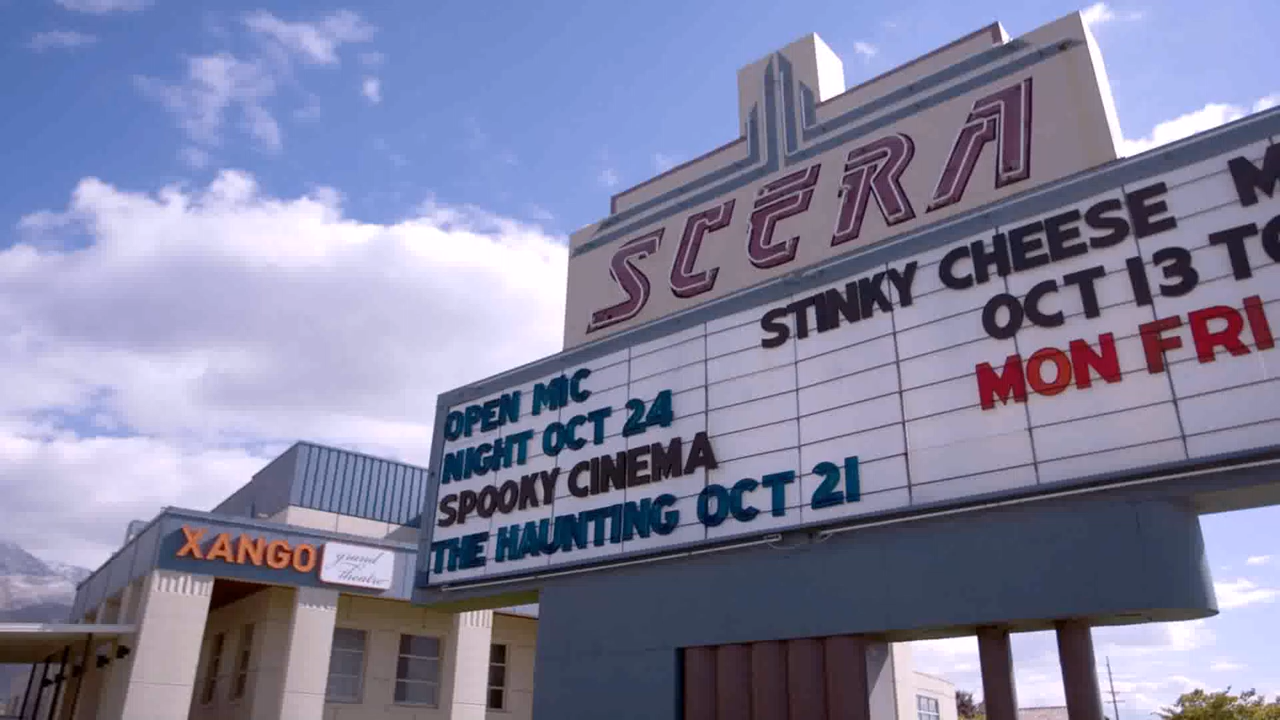 SCERA
STINKY CHEESE M
OCT 13 TO
MON FRI
OPEN MIC
NIGHT OCT 24
SPOOKY CINEMA
THE HAUNTING OCT 21
XANGO
grand
theatre